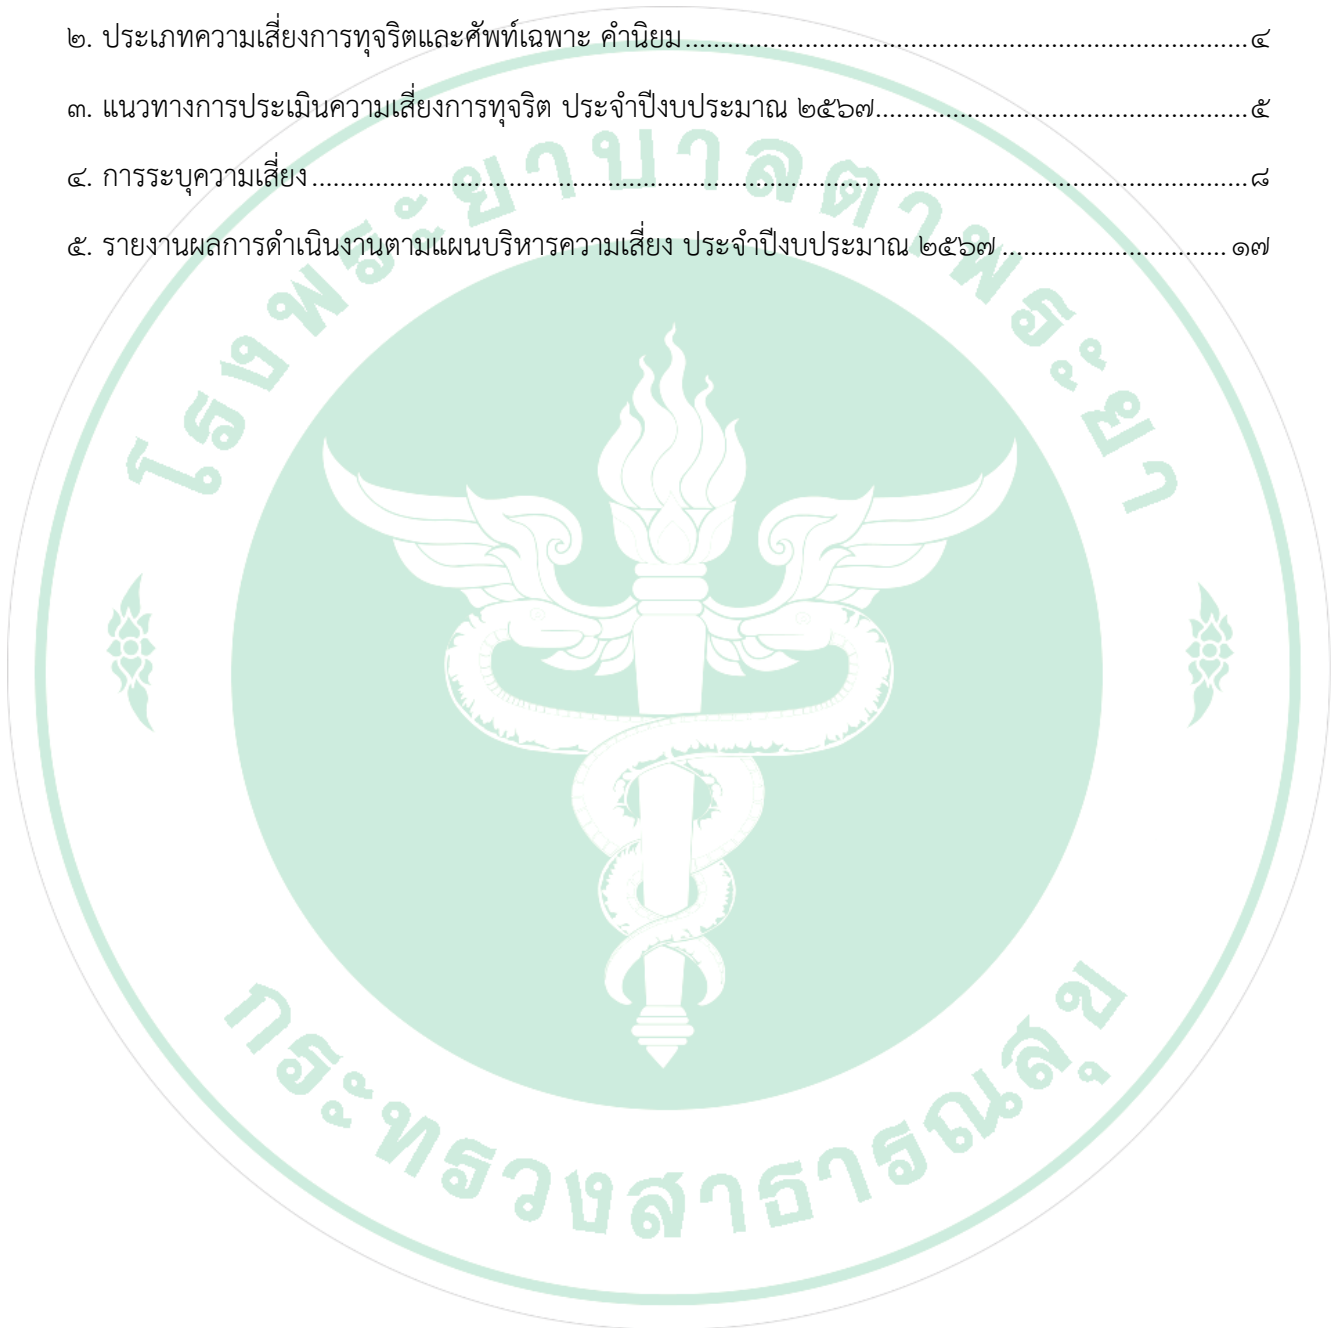 ๒. ประเภทความเสี่ยงการทุจริตและศัพท์เฉพาะ คำนิยม................................................................................๔
๓. แนวทางการประเมินความเสี่ยงการทุจริต ประจำปีงบประมาณ ๒๕๖๗.....................................................๕
๔. การระบุความเสี่ยง....................................................................................................................................๘
๕. รายงานผลการดำเนินงานตามแผนบริหารความเสี่ยง ประจำปีงบประมาณ ๒๕๖๗................................๑๗
โรงพระยาบาลตาพระยา
กระทรวงสาธารณสุข